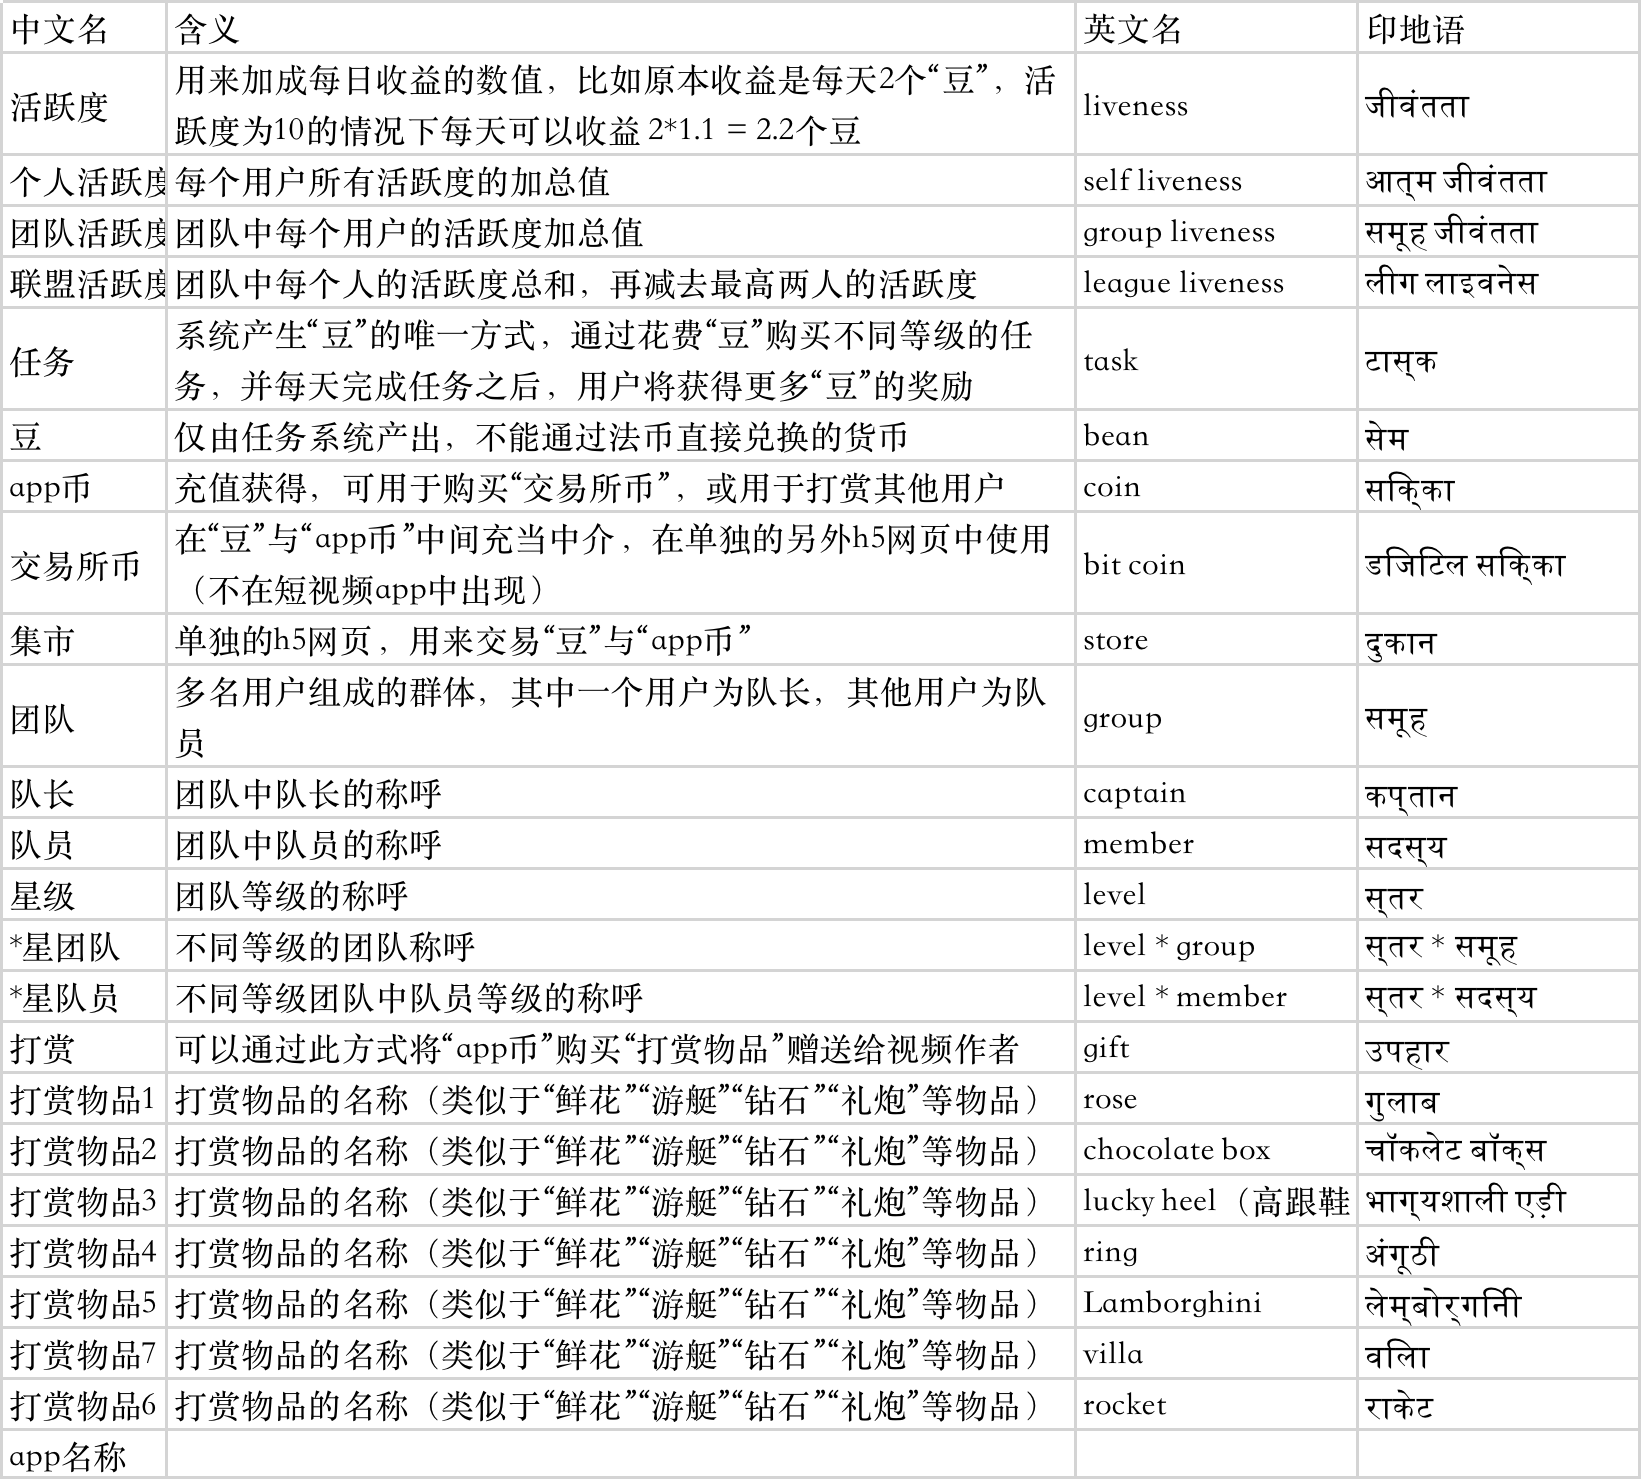 中文名 含义 英文名 印地语
活跃度 用来加成每日收益的数值，比如原本收益是每天2个“豆”，活 liveness जीवंतता
跃度为10的情况下每天可以收益 2*1.1 = 2.2个豆
个人活跃度 每个用户所有活跃度的加总值 self liveness आत्म जीवंतता
团队活跃度 团队中每个用户的活跃度加总值 group liveness समूह जीवंतता
联盟活跃度 团队中每个人的活跃度总和，再减去最高两人的活跃度 league liveness लीग लाइवनेस
任务 系统产生“豆”的唯一方式，通过花费“豆”购买不同等级的任 task टास्क
务，并每天完成任务之后，用户将获得更多“豆”的奖励
豆 仅由任务系统产出，不能通过法币直接兑换的货币 bean सेम
app币 充值获得，可用于购买“交易所币”，或用于打赏其他用户 coin सिक्का
交易所币 在“豆”与“app币”中间充当中介，在单独的另外h5网页中使用 bit coin डिजिटल सिक्का
（不在短视频app中出现）
集市 单独的h5网页，用来交易“豆”与“app币” store दुकान
团队 多名用户组成的群体，其中一个用户为队长，其他用户为队 group समूह
员
队长 团队中队长的称呼 captain कप्तान
队员 团队中队员的称呼 member सदस्य
星级 团队等级的称呼 level स्तर
*星团队 不同等级的团队称呼 level * group स्तर * समूह
*星队员 不同等级团队中队员等级的称呼 level * member स्तर * सदस्य
打赏 可以通过此方式将“app币”购买“打赏物品”赠送给视频作者 gift उपहार
打赏物品1 打赏物品的名称（类似于“鲜花”“游艇”“钻石”“礼炮”等物品） rose गुलाब
打赏物品2 打赏物品的名称（类似于“鲜花”“游艇”“钻石”“礼炮”等物品） chocolate box चॉकलेट बॉक्स
打赏物品3 打赏物品的名称（类似于“鲜花”“游艇”“钻石”“礼炮”等物品） lucky heel（高跟鞋 भाग्यशाली एड़ी
打赏物品4 打赏物品的名称（类似于“鲜花”“游艇”“钻石”“礼炮”等物品） ring अंगूठी
打赏物品5 打赏物品的名称（类似于“鲜花”“游艇”“钻石”“礼炮”等物品） Lamborghini लेम्बोर्गिनी
打赏物品7 打赏物品的名称（类似于“鲜花”“游艇”“钻石”“礼炮”等物品） villa विला
打赏物品6 打赏物品的名称（类似于“鲜花”“游艇”“钻石”“礼炮”等物品） rocket राकेट
app名称